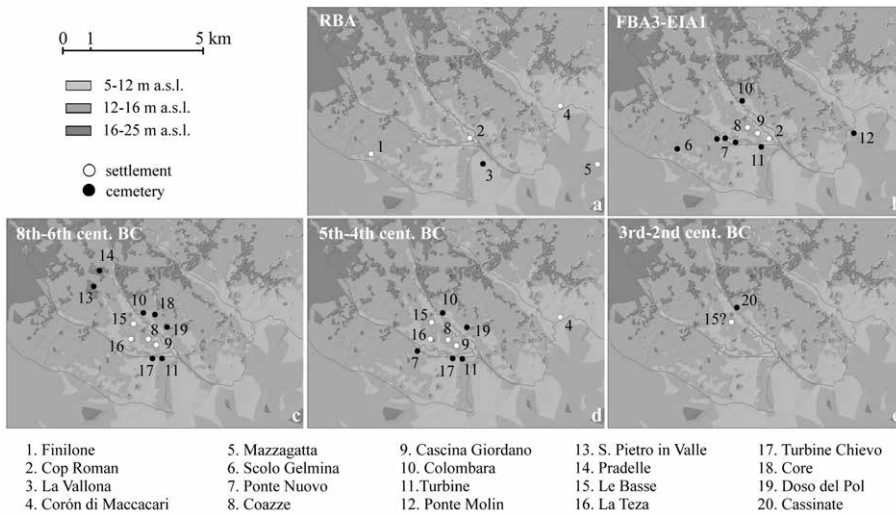 0 1 5 km
5-12 m a.s.l.
12-16 m a.s.l.
16-25 m a.s.l.
settlement
cemetery
RBA
1
2
3
4
5
a
FBA3-EIA1
10
8
9
2
6
7
11
12
b
8th-6th cent. BC
14
13
10
18
15
19
8
16
9
17
11
c
5th-4th cent. BC
10
15
8
19
16
9
7
17
11
4
d
3rd-2nd cent. BC
20
15?
1. Finilone
2. Cop Roman
3. La Vallona
4. Corón di Maccacari
5. Mazzagatta
6. Scolo Gelmina
7. Ponte Nuovo
8. Coazze
9. Cascina Giordano
10. Colombara
11.Turbine
12. Ponte Molin
13. S. Pietro in Valle
14. Pradelle
15. Le Basse
16. La Teza
17. Turbine Chievo
18. Core
19. Doso del Pol
20. Cassinate